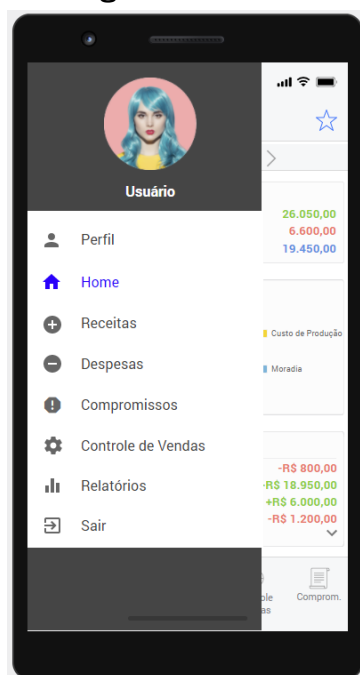 Usuário
Perfil
Home
Receitas
Despesas
Compromissos
Controle de Vendas
Relatórios
Sair
26.050,00
6.600,00
19.450,00
Custo de Produção
Moradia
-R$ 800,00
-R$ 18.950,00
+R$ 6.000,00
-R$ 1.200,00
Comprom.